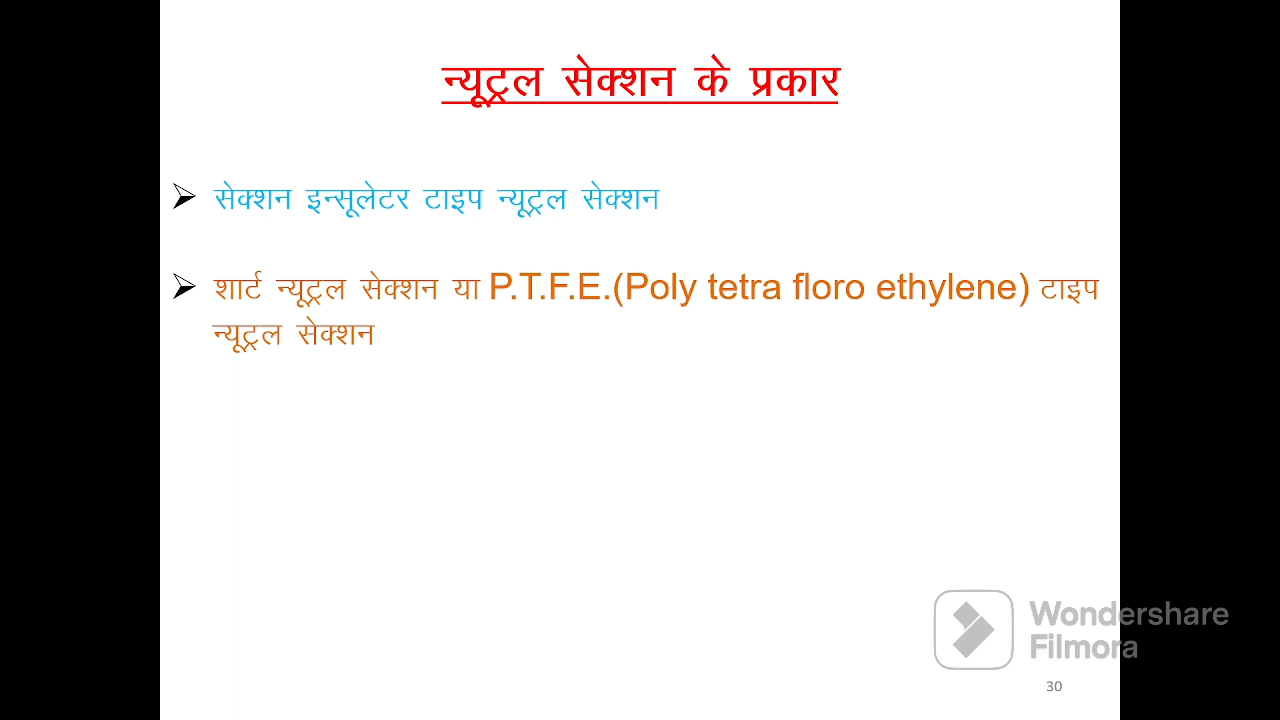 न्यूट्रल सेक्शन के प्रकार
➢ सेक्शन इन्सूलेटर टाइप न्यूट्रल सेक्शन
➢ शार्ट न्यूट्रल सेक्शन या P.T.F.E.(Poly tetra floro ethylene) टाइप
न्यूट्रल सेक्शन
Wondershare
Filmora
30